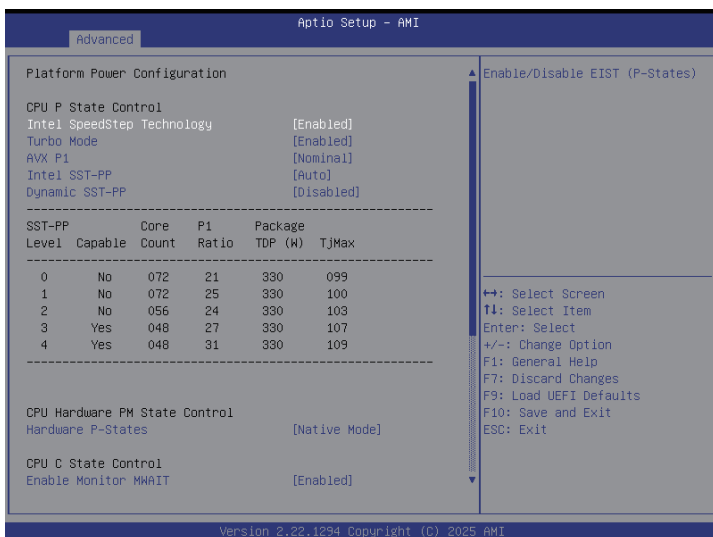 Aptio Setup - AMI
Advanced
Platform Power Configuration
CPU P State Control
Intel SpeedStep Technology [Enabled]
Turbo Mode [Enabled]
AVX P1 [Nominal]
Intel SST-PP [Auto]
Dynamic SST-PP [Disabled]
SST-PP Core P1 Package
Level Capable Count Ratio TDP (W) TjMax
0 No 072 21 330 099
1 No 072 25 330 100
2 No 056 24 330 103
3 Yes 048 27 330 107
4 Yes 048 31 330 109
CPU Hardware PM State Control
Hardware P-States [Native Mode]
CPU C State Control
Enable Monitor MWAIT [Enabled]
Enable/Disable EIST (P-States)
↔: Select Screen
↑↓: Select Item
Enter: Select
+/-: Change Option
F1: General Help
F7: Discard Changes
F9: Load UEFI Defaults
F10: Save and Exit
ESC: Exit
Version 2.22.1294 Copyright (C) 2025 AMI